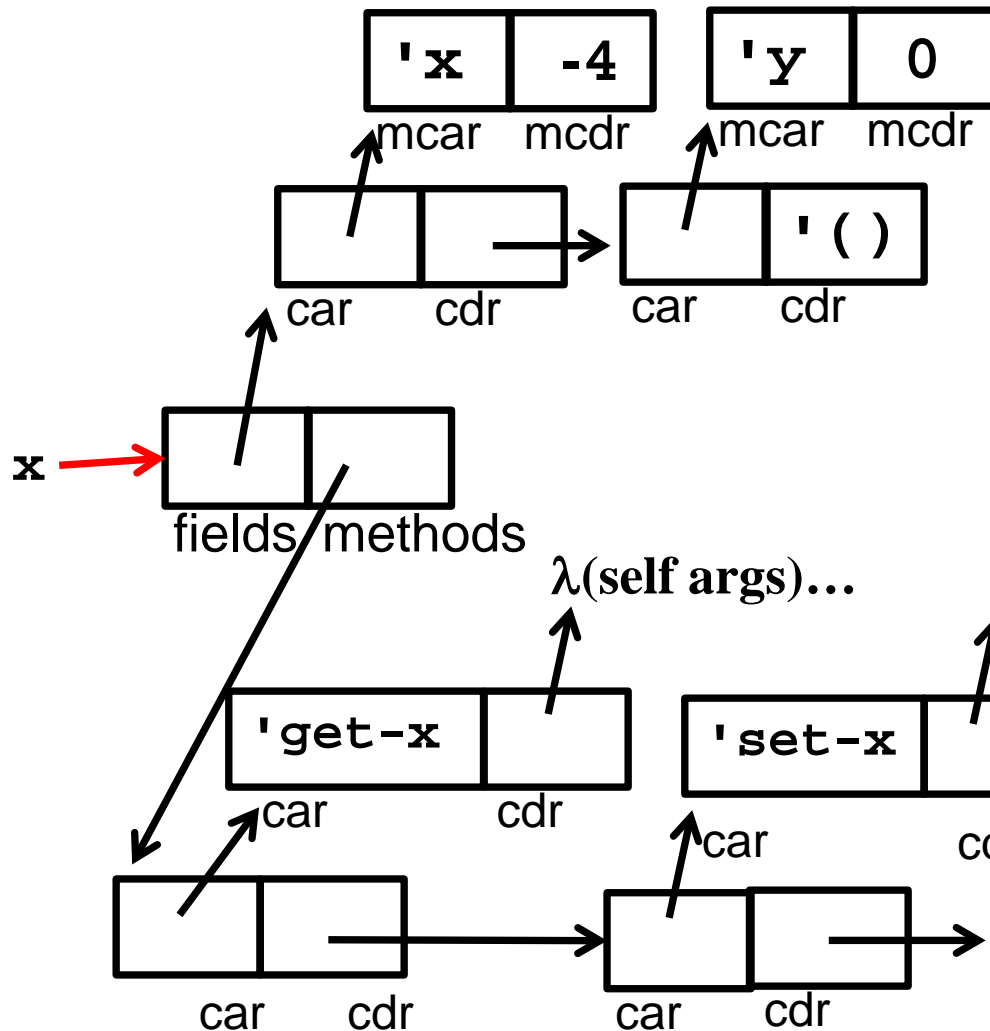 'x -4 'y 0
mcar mcdr mcar mcdr
'()
car cdr car cdr
x
fields methods
λ(self args)…
'get-x 'set-x
car cdr
car
car cdr car cdr